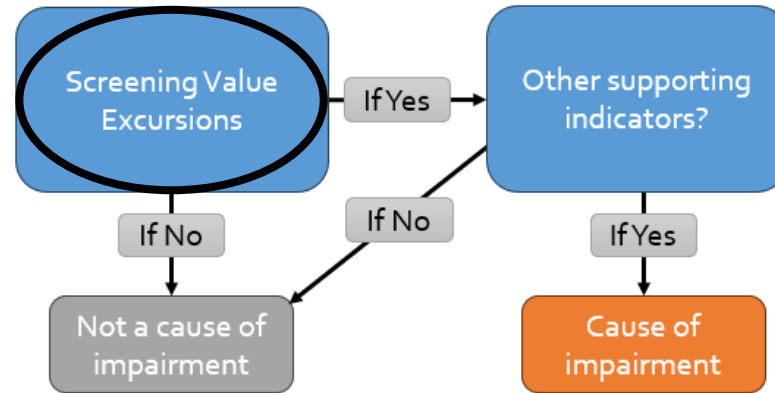 Screening Value
Excursions
If Yes
Other supporting
indicators?
If No
If No
If Yes
Not a cause of
impairment
Cause of
impairment